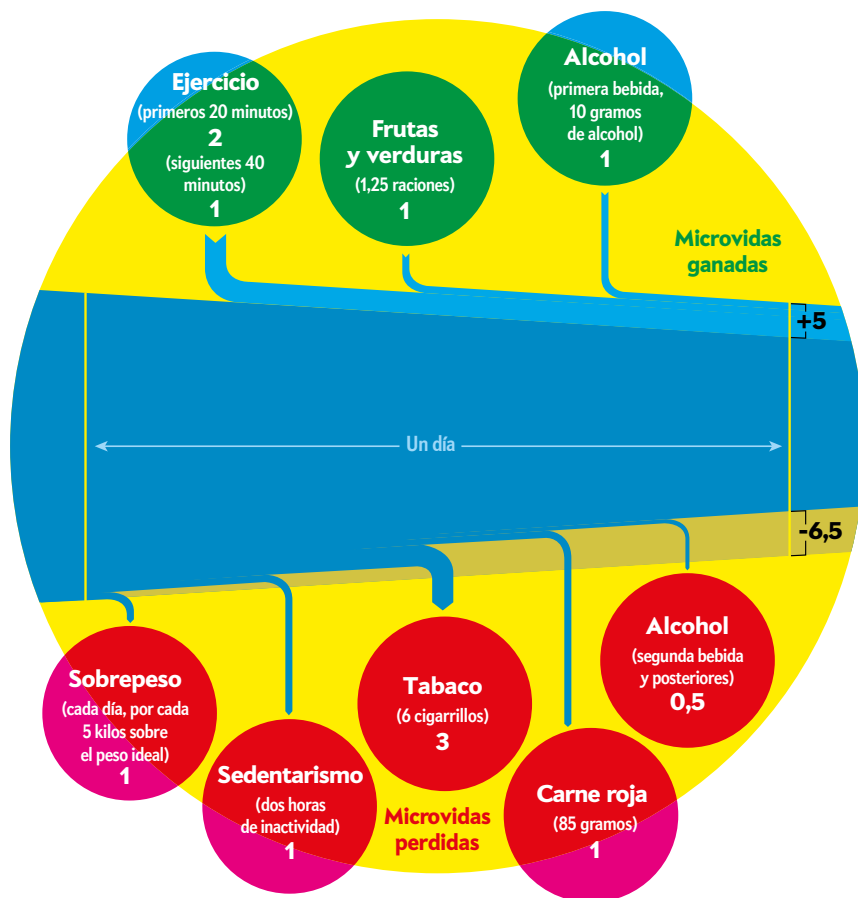 Ejercicio
(primeros 20 minutos)
2
(siguientes 40
minutos)
1
Frutas
y verduras
(1,25 raciones)
1
Alcohol
(primera bebida,
10 gramos
de alcohol)
1
Microvidas
ganadas
+5
Un día
-6,5
Sobrepeso
(cada día, por cada
5 kilos sobre
el peso ideal)
1
Sedentarismo
(dos horas
de inactividad)
1
Tabaco
(6 cigarrillos)
3
Microvidas
perdidas
Carne roja
(85 gramos)
1
Alcohol
(segunda bebida
y posteriores)
0,5